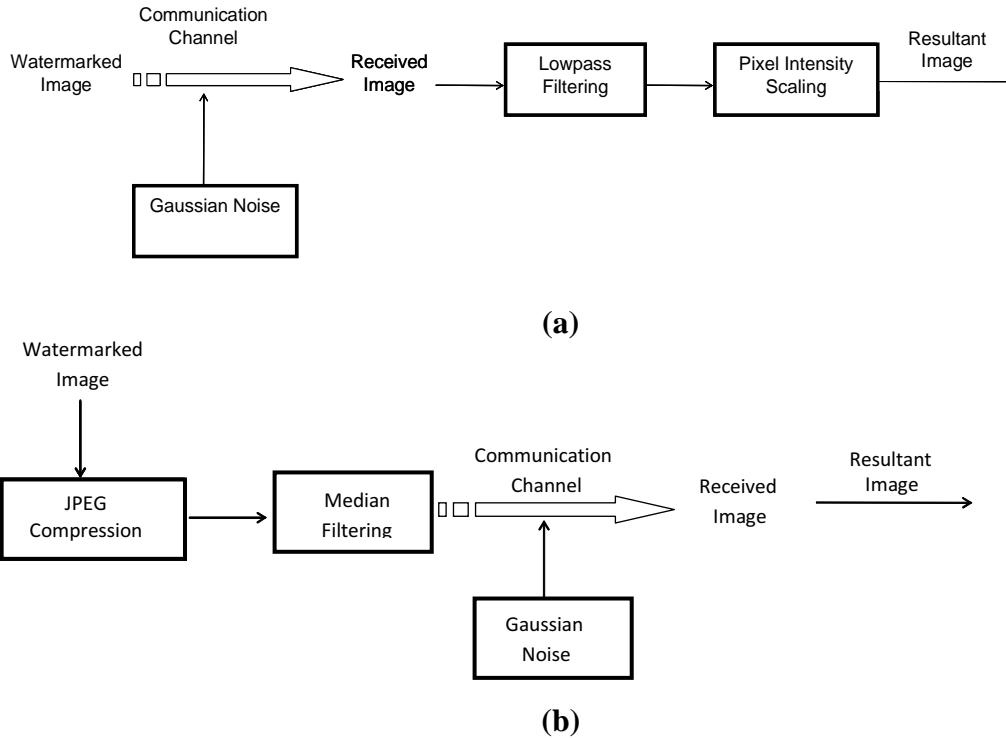 Communication
Channel
Watermarked
Image
Received
Image
Lowpass
Filtering
Pixel Intensity
Scaling
Resultant
Image
Gaussian Noise
(a)
Watermarked
Image
JPEG
Compression
Median
Filtering
Communication
Channel
Received
Image
Resultant
Image
Gaussian
Noise
(b)